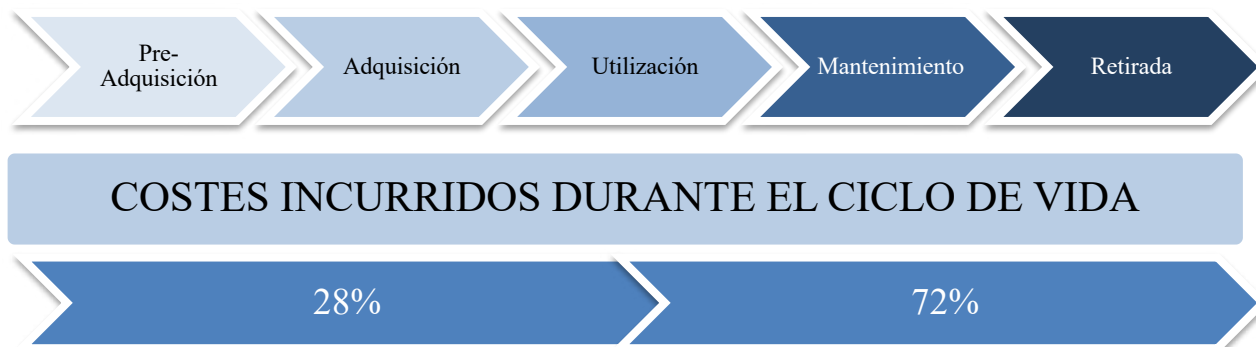 Pre-
Adquisición
Adquisición
Utilización
Mantenimiento
Retirada
COSTES INCURRIDOS DURANTE EL CICLO DE VIDA
28%
72%